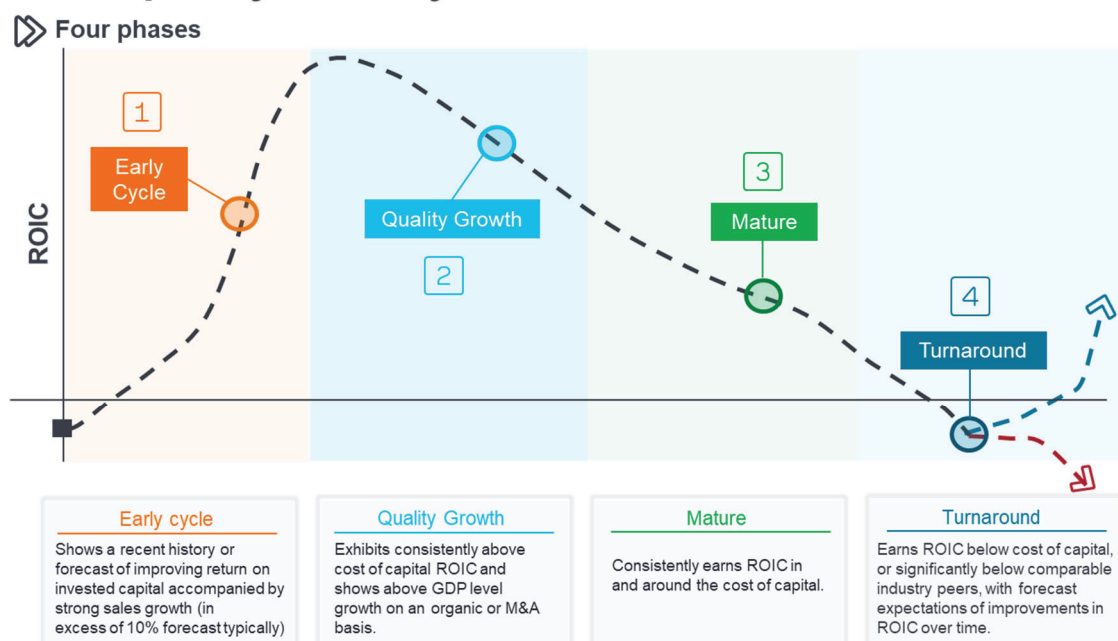 Four phases
1
Early
Cycle
ROIC
Quality Growth
2
3
Mature
4
Turnaround
Early cycle
Shows a recent history or
forecast of improving return on
invested capital accompanied by
strong sales growth (in
excess of 10% forecast typically)
Quality Growth
Exhibits consistently above
cost of capital ROIC and
shows above GDP level
growth on an organic or M&A
basis.
Mature
Consistently earns ROIC in
and around the cost of capital.
Turnaround
Earns ROIC below cost of capital,
or significantly below comparable
industry peers, with forecast
expectations of improvements in
ROIC over time.